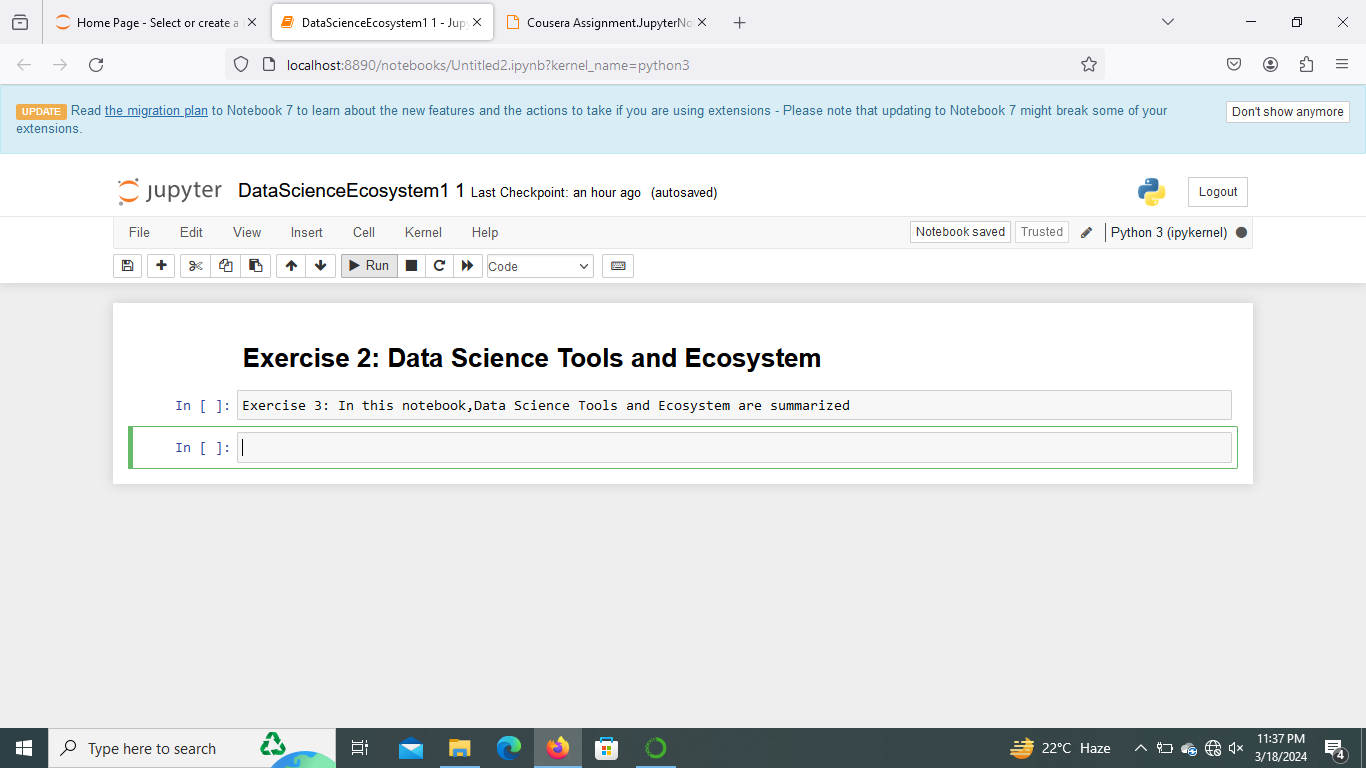 Home Page - Select or create a
DataScienceEcosystem1 1 - Jup
Cousera Assignment.JupyterNo
localhost:8890/notebooks/Untitled2.ipynb?kernel_name=python3
UPDATE Read the migration plan to Notebook 7 to learn about the new features and the actions to take if you are using extensions - Please note that updating to Notebook 7 might break some of your
extensions.
Don't show anymore
jupyter DataScienceEcosystem1 1 Last Checkpoint: an hour ago (autosaved)
Logout
File Edit View Insert Cell Kernel Help
Notebook saved Trusted Python 3 (ipykernel)
Run Code
Exercise 2: Data Science Tools and Ecosystem
In [ ]: Exercise 3: In this notebook,Data Science Tools and Ecosystem are summarized
In [ ]:
Type here to search
22°C Haze
11:37 PM
3/18/2024
4